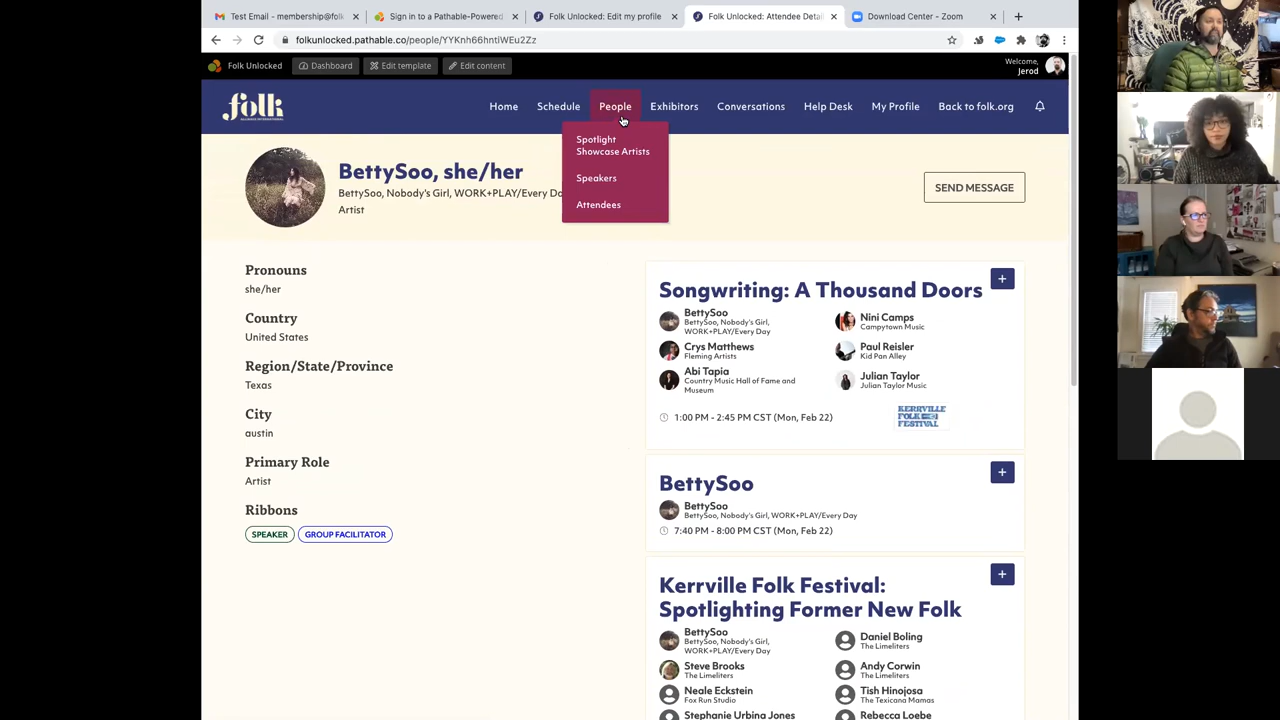 Test Email - membership@folk
Sign in to a Pathable-Powered
Folk Unlocked: Edit my profile
Folk Unlocked: Attendee Detail
Download Center - Zoom
folkunlocked.pathable.co/people/YYKnh66hntiWEu2Zz
Folk Unlocked
Dashboard
Edit template
Edit content
Welcome,
Jerod
folk
ALLIANCE INTERNATIONAL
Home
Schedule
People
Exhibitors
Conversations
Help Desk
My Profile
Back to folk.org
Spotlight
Showcase Artists
Speakers
Attendees
BettySoo, she/her
BettySoo, Nobody's Girl, WORK+PLAY/Every Da
Artist
SEND MESSAGE
Pronouns
she/her
Country
United States
Region/State/Province
Texas
City
austin
Primary Role
Artist
Ribbons
SPEAKER
GROUP FACILITATOR
Songwriting: A Thousand Doors
BettySoo
BettySoo, Nobody's Girl,
WORK+PLAY/Every Day
Nini Camps
Campytown Music
Crys Matthews
Fleming Artists
Paul Reisler
Kid Pan Alley
Abi Tapia
Country Music Hall of Fame and
Museum
Julian Taylor
Julian Taylor Music
1:00 PM - 2:45 PM CST (Mon, Feb 22)
KERRVILLE
FOLK
FESTIVAL
BettySoo
BettySoo
BettySoo, Nobody's Girl, WORK+PLAY/Every Day
7:40 PM - 8:00 PM CST (Mon, Feb 22)
Kerrville Folk Festival:
Spotlighting Former New Folk
BettySoo
BettySoo, Nobody's Girl,
WORK+PLAY/Every Day
Daniel Boling
The Limeliters
Steve Brooks
The Limeliters
Andy Corwin
The Limeliters
Neale Eckstein
Fox Run Studio
Tish Hinojosa
The Texicana Mamas
Stephanie Urbina Jones
Rebecca Loebe